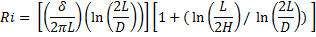 Ri = [(δ/2πL)(ln(2L/D))][1 + (ln(L/2H) / ln(2L/D))]